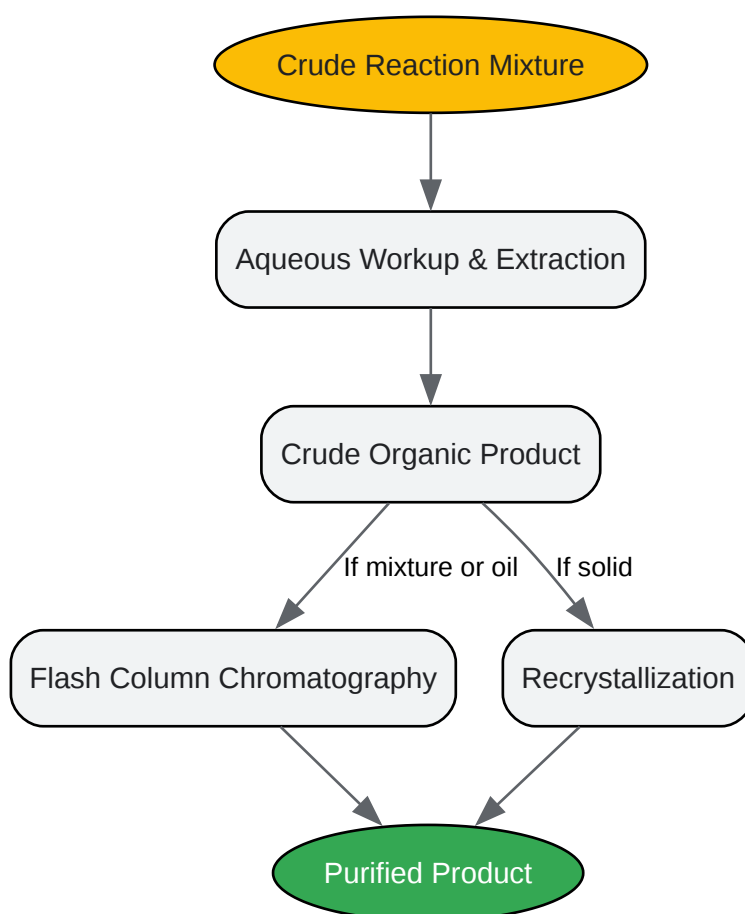 Crude Reaction Mixture
Aqueous Workup & Extraction
Crude Organic Product
If mixture or oil
If solid
Flash Column Chromatography
Recrystallization
Purified Product